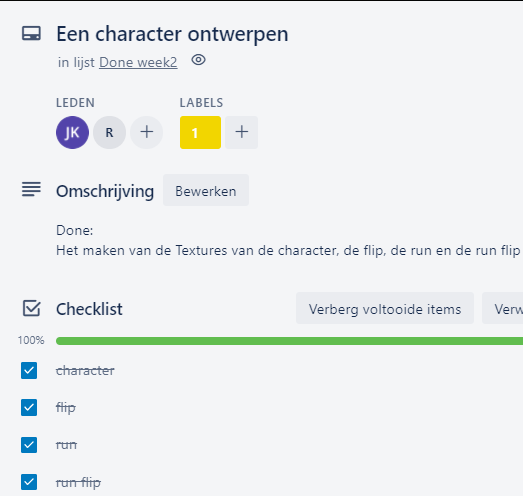 Een character ontwerpen
in lijst Done week2
LEDEN LABELS
JK R + 1 +
Omschrijving Bewerken
Done:
Het maken van de Textures van de character, de flip, de run en de run flip
Checklist Verberg voltooide items Verw
100%
character
flip
run
run flip